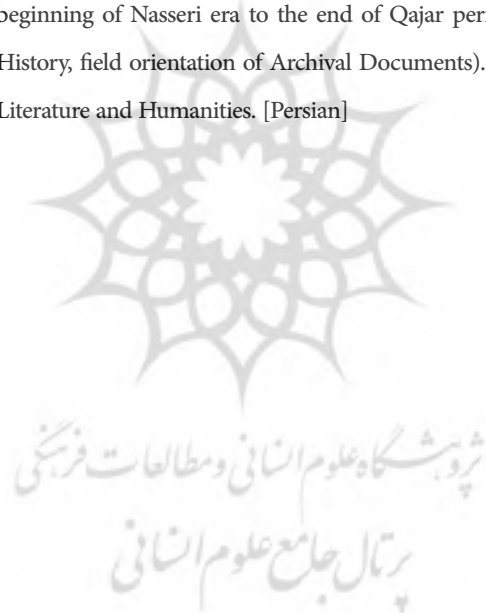 beginning of Nasseri era to the end of Qajar
History, field orientation of Archival Documents).
Literature and Humanities. [Persian]
پژوهشگاه علوم انسانی و مطالعات فرهنگی
پرتال جامع علوم انسانی